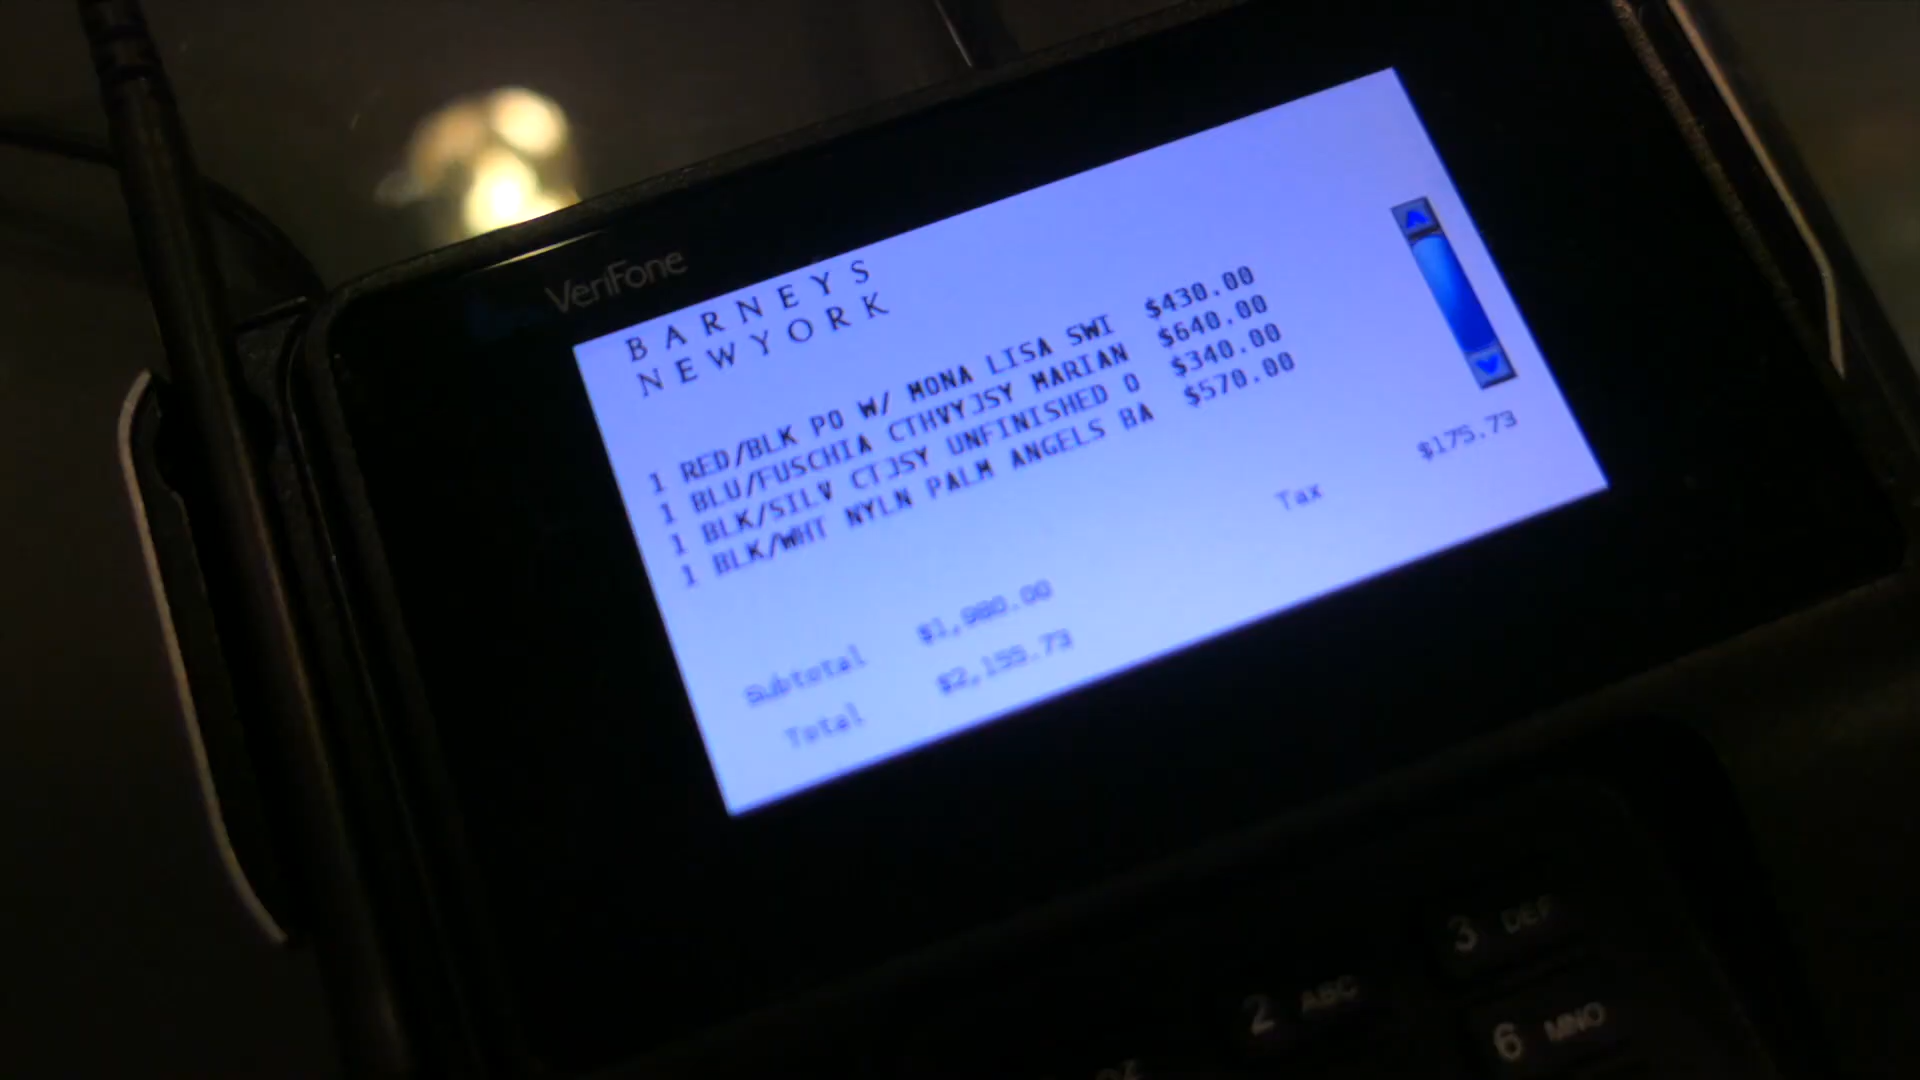 VeriFone
BARNEYS
NEWYORK
1 RED/BLK PO W/ MONA LISA SWI $430.00
1 BLU/FUSCHIA CTHVYJSY MARIAN $640.00
1 BLK/SILV CTJSY UNFINISHED O $340.00
1 BLK/WHT NYLN PALM ANGELS BA $570.00
Tax $175.73
Subtotal $1,980.00
Total $2,155.73
3 DEF
2 ABC
6 MNO